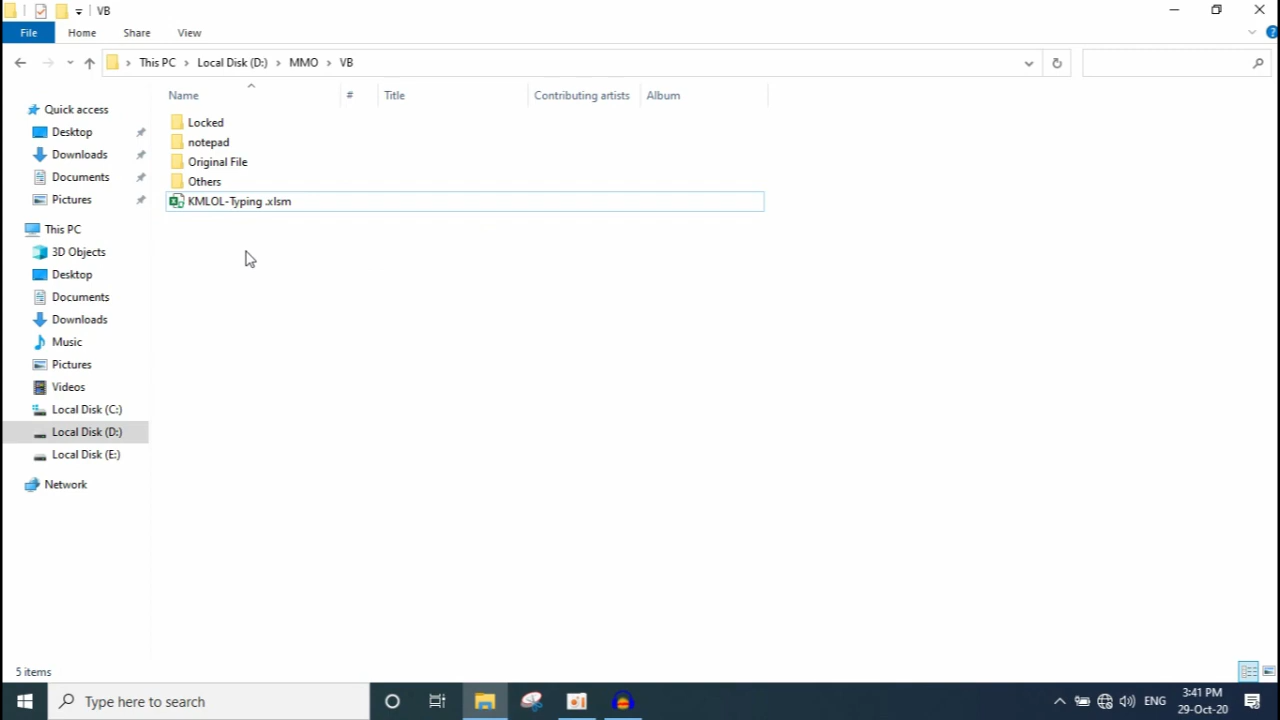 VB
File Home Share View
This PC Local Disk (D:) MMO VB
Name # Title Contributing artists Album
Quick access
Desktop
Downloads
Documents
Pictures
This PC
3D Objects
Desktop
Documents
Downloads
Music
Pictures
Videos
Local Disk (C:)
Local Disk (D:)
Local Disk (E:)
Network
Locked
notepad
Original File
Others
KMLOL-Typing .xlsm
5 items
Type here to search
ENG
3:41 PM
29-Oct-20